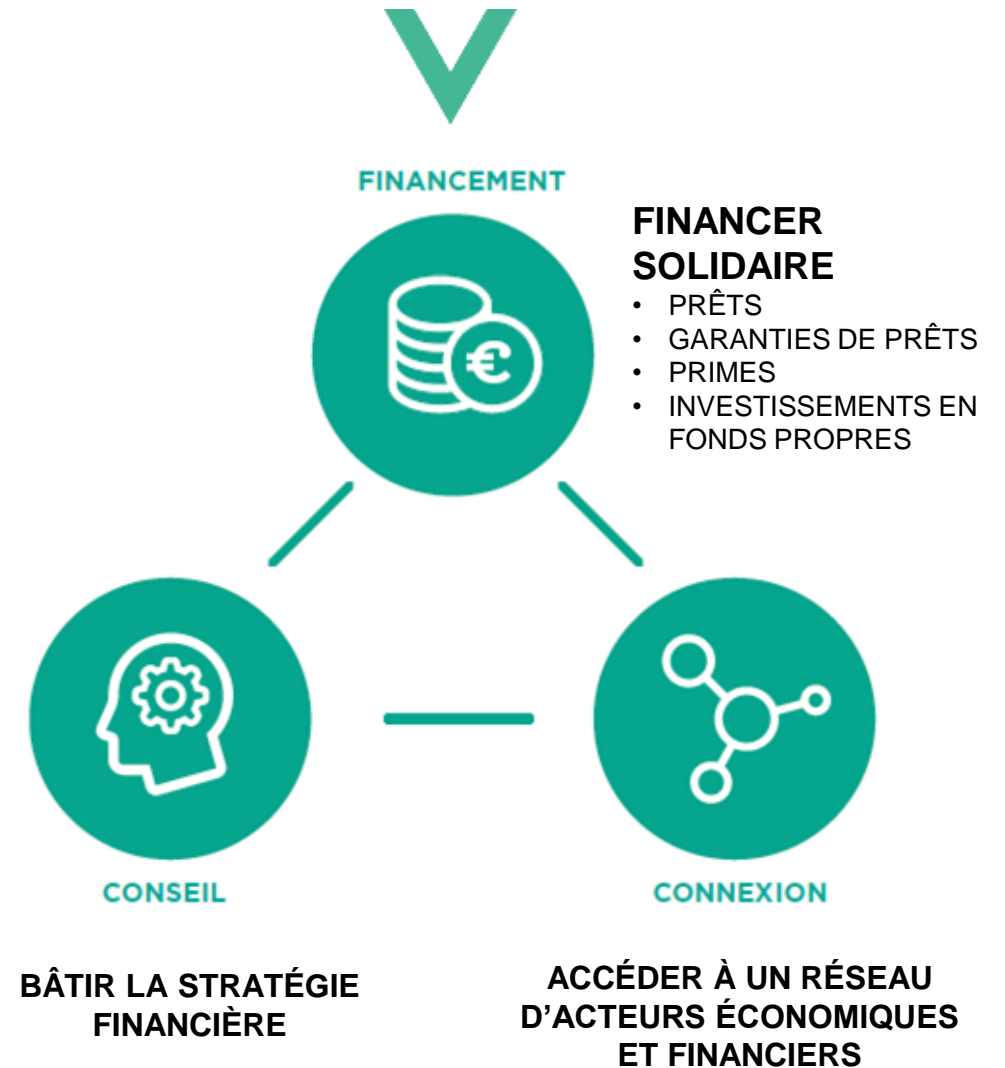 FINANCEMENT
FINANCER
SOLIDAIRE
• PRÊTS
• GARANTIES DE PRÊTS
• PRIMES
• INVESTISSEMENTS EN
FONDS PROPRES
€
CONSEIL
CONNEXION
BÂTIR LA STRATÉGIE
FINANCIÈRE
ACCÉDER À UN RÉSEAU
D'ACTEURS ÉCONOMIQUES
ET FINANCIERS